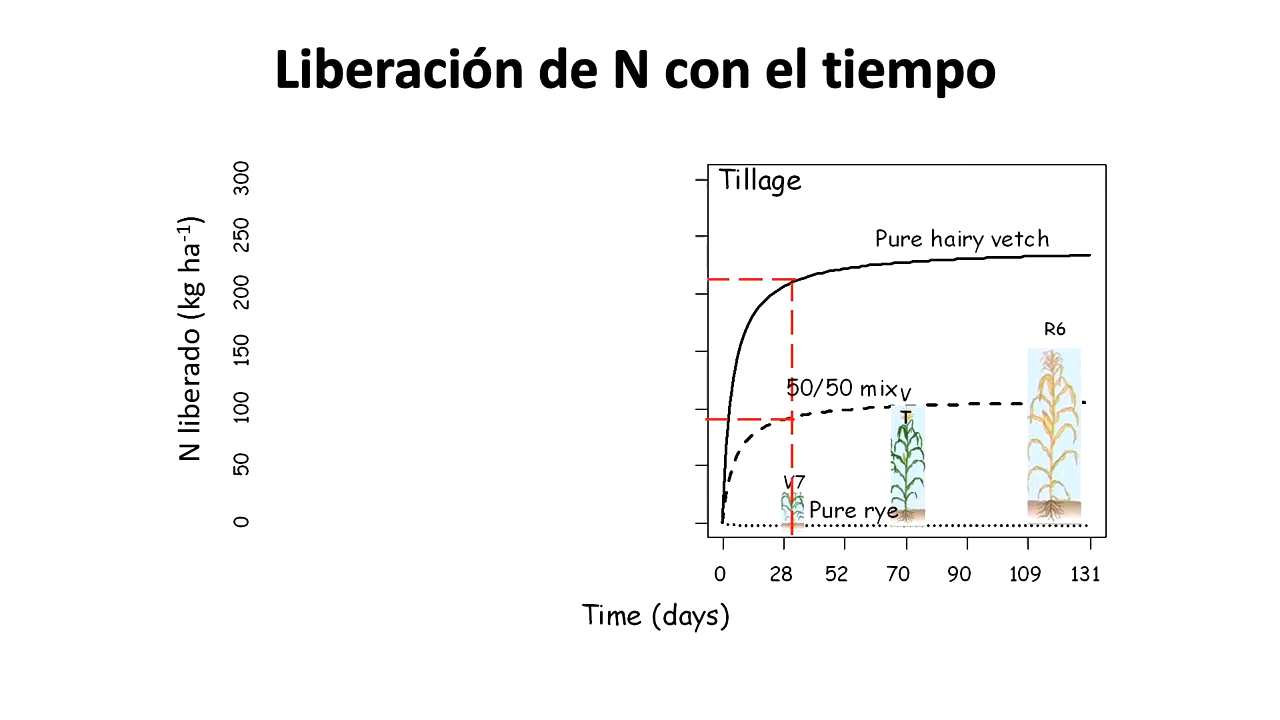 Liberación de N con el tiempo
N liberado (kg ha-1)
300
250
200
150
100
50
0
Tillage
Pure hairy vetch
R6
50/50 mix
V
T
V7
Pure rye
0 28 52 70 90 109 131
Time (days)